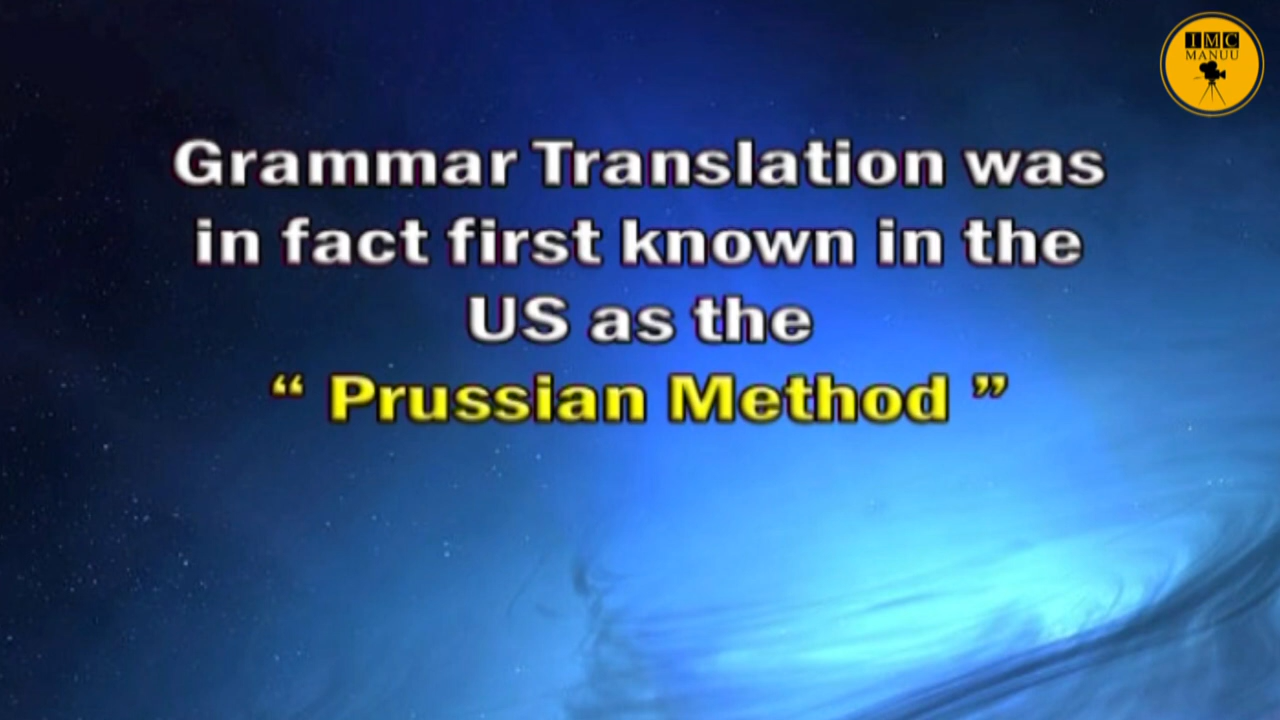 IMC
MANUU
Grammar Translation was
in fact first known in the
US as the
“ Prussian Method ”